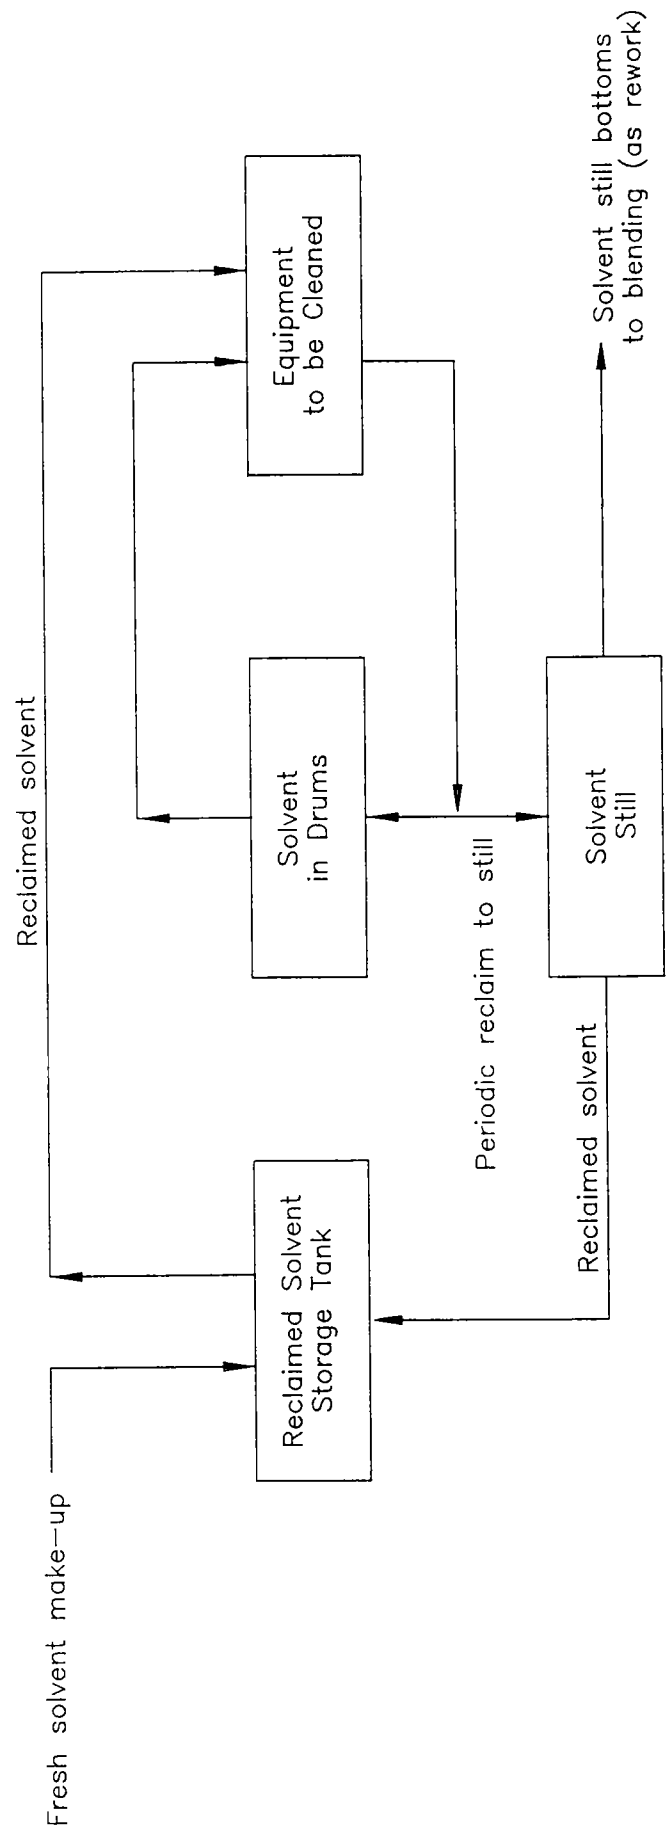 Fresh solvent make-up
Reclaimed solvent
Reclaimed Solvent
Storage Tank
Solvent
in Drums
Equipment
to be Cleaned
Periodic reclaim to still
Reclaimed solvent
Solvent
Still
Solvent still bottoms
to blending (as rework)